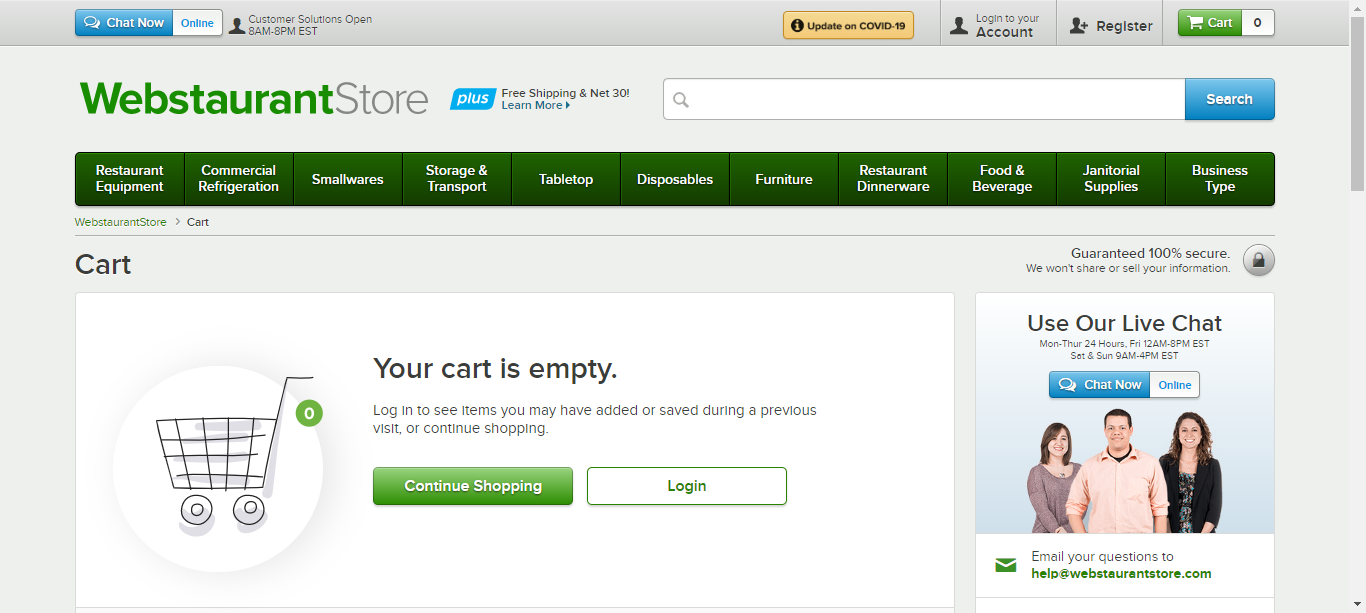 Chat Now Online
Customer Solutions Open
8AM-8PM EST
Update on COVID-19
Login to your
Account
Register
Cart 0
WebstaurantStore
plus
Free Shipping & Net 30!
Learn More
Search
Restaurant
Equipment
Commercial
Refrigeration
Smallwares
Storage &
Transport
Tabletop
Disposables
Furniture
Restaurant
Dinnerware
Food &
Beverage
Janitorial
Supplies
Business
Type
WebstaurantStore > Cart
Cart
Guaranteed 100% secure.
We won't share or sell your information.
0
Your cart is empty.
Log in to see items you may have added or saved during a previous
visit, or continue shopping.
Continue Shopping
Login
Use Our Live Chat
Mon-Thur 24 Hours, Fri 12AM-8PM EST
Sat & Sun 9AM-4PM EST
Chat Now Online
Email your questions to
help@webstaurantstore.com